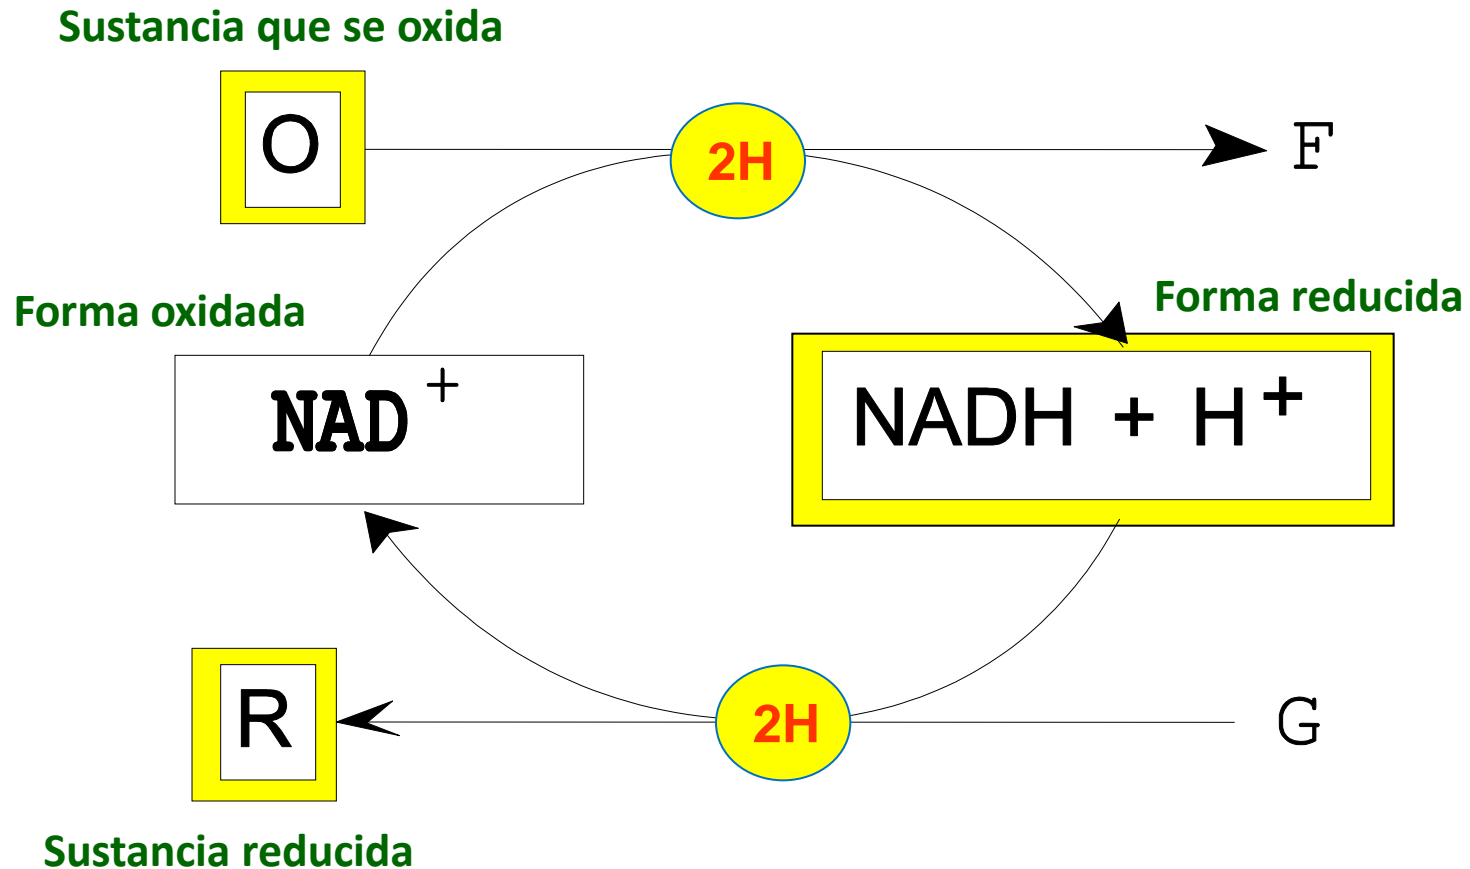 Sustancia que se oxida
O
2H
F
Forma oxidada
Forma reducida
NAD+
NADH + H+
R
2H
G
Sustancia reducida